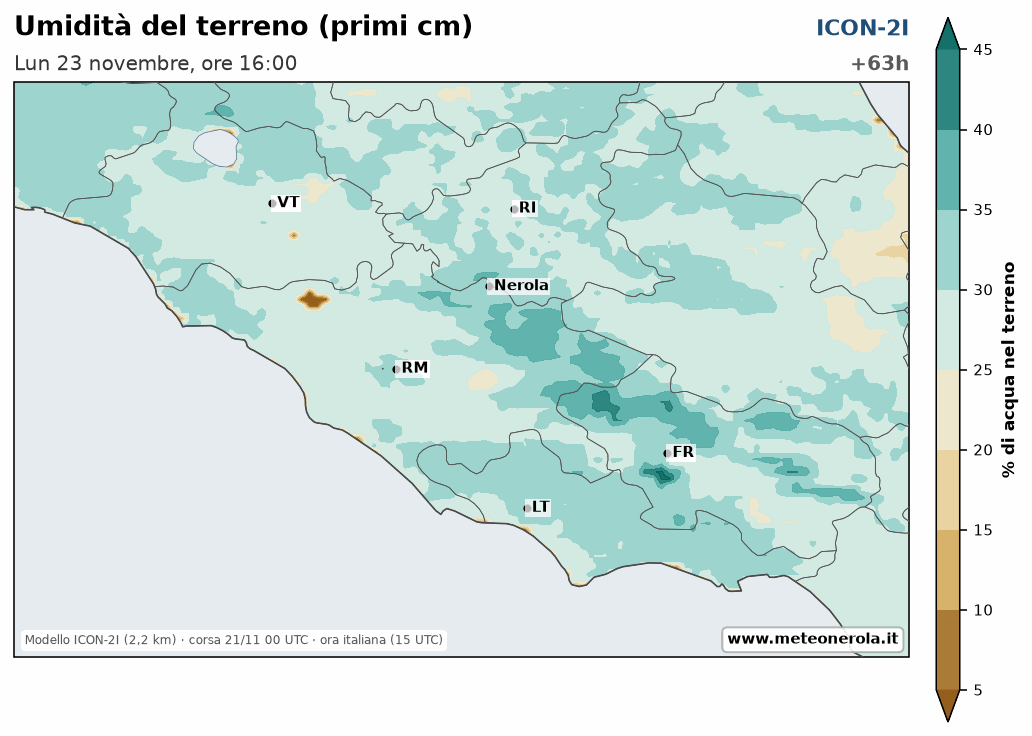 Umidità del terreno (primi cm)
ICON-2I
Lun 23 novembre, ore 16:00
+63h
45
40
35
30
25
20
15
10
5
% di acqua nel terreno
VT
RI
Nerola
RM
FR
LT
Modello ICON-2I (2,2 km) · corsa 21/11 00 UTC · ora italiana (15 UTC)
www.meteonerola.it